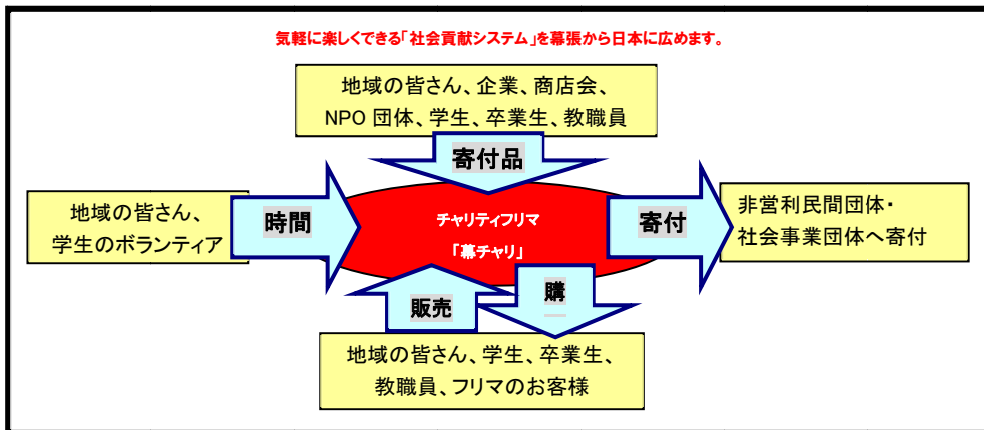 気軽に楽しくできる「社会貢献システム」を幕張から日本に広めます。
地域の皆さん、企業、商店会、
NPO 団体、学生、卒業生、教職員
寄付品
地域の皆さん、
学生のボランティア
時間
チャリティフリマ
「幕チャリ」
寄付
非営利民間団体・
社会事業団体へ寄付
販売
購
地域の皆さん、学生、卒業生、
教職員、フリマのお客様